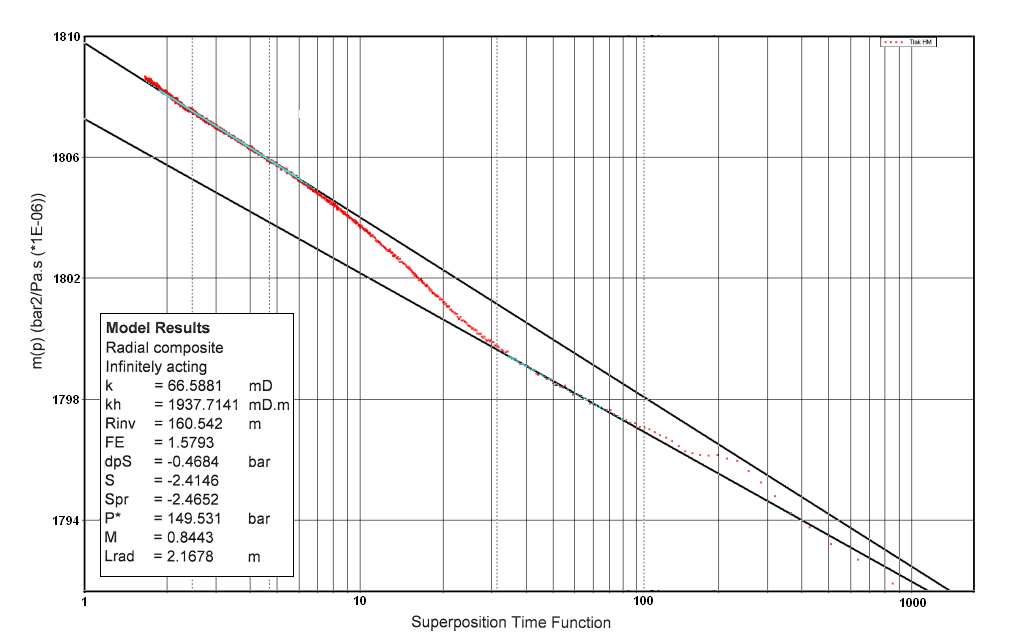 1810
Tlak HM
1806
1802
1798
1794
m(p) (bar2/Pa.s (*1E-06))
Model Results
Radial composite
Infinitely acting
k = 66.5881 mD
kh = 1937.7141 mD.m
Rinv = 160.542 m
FE = 1.5793
dpS = -0.4684 bar
S = -2.4146
Spr = -2.4652
P* = 149.531 bar
M = 0.8443
Lrad = 2.1678 m
1 10 100 1000
Superposition Time Function